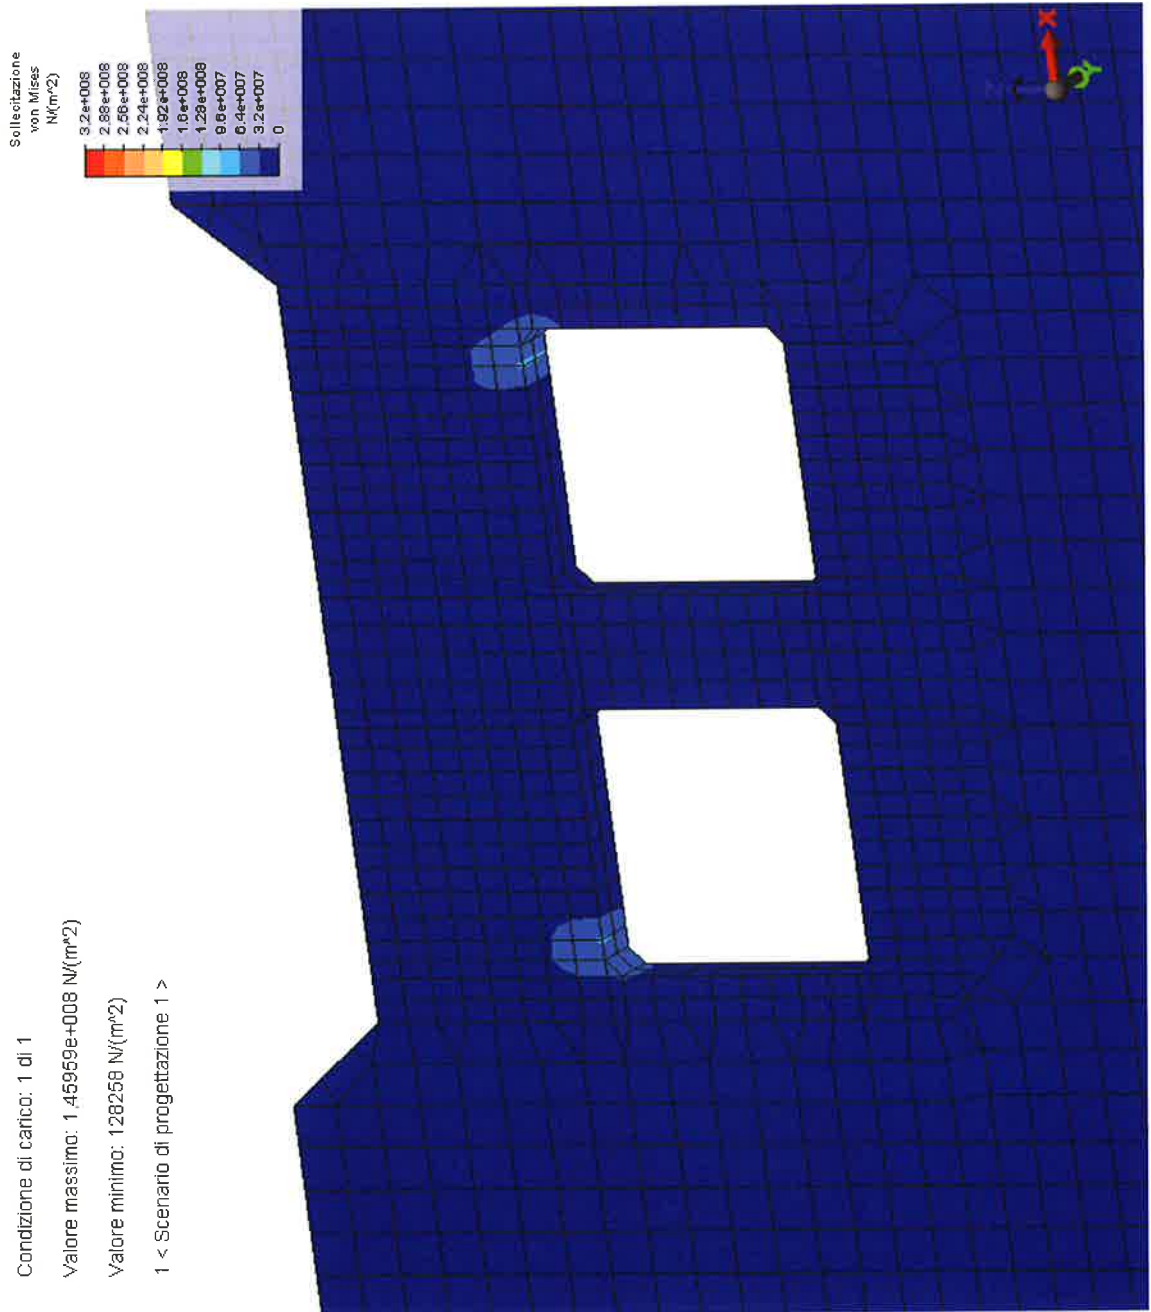 Sollecitazione
von Mises
N/(m^2)
3,2e+008
2,88e+008
2,56e+008
2,24e+008
1,92e+008
1,6e+008
1,28e+008
9,6e+007
6,4e+007
3,2e+007
0
X
Y
Condizione di carico: 1 di 1
Valore massimo: 1,45959e+008 N/(m^2)
Valore minimo: 128258 N/(m^2)
1 < Scenario di progettazione 1 >